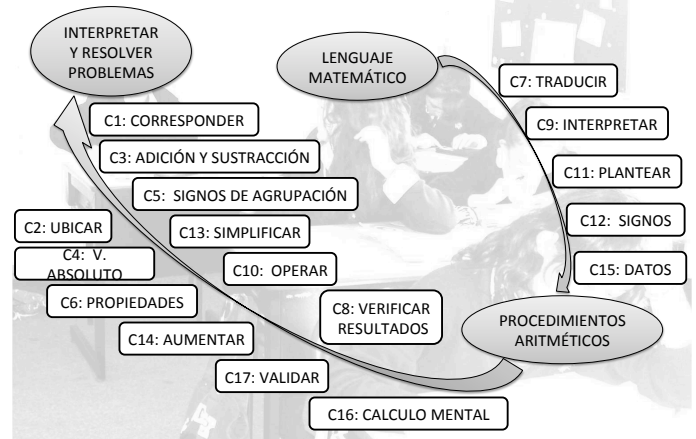 INTERPRETAR
Y RESOLVER
PROBLEMAS
LENGUAJE
MATEMÁTICO
C7: TRADUCIR
C9: INTERPRETAR
C11: PLANTEAR
C12: SIGNOS
C15: DATOS
C1: CORRESPONDER
C3: ADICIÓN Y SUSTRACCIÓN
C5: SIGNOS DE AGRUPACIÓN
C13: SIMPLIFICAR
C10: OPERAR
C8: VERIFICAR
RESULTADOS
C2: UBICAR
C4: V.
ABSOLUTO
C6: PROPIEDADES
C14: AUMENTAR
C17: VALIDAR
C16: CALCULO MENTAL
PROCEDIMIENTOS
ARITMÉTICOS